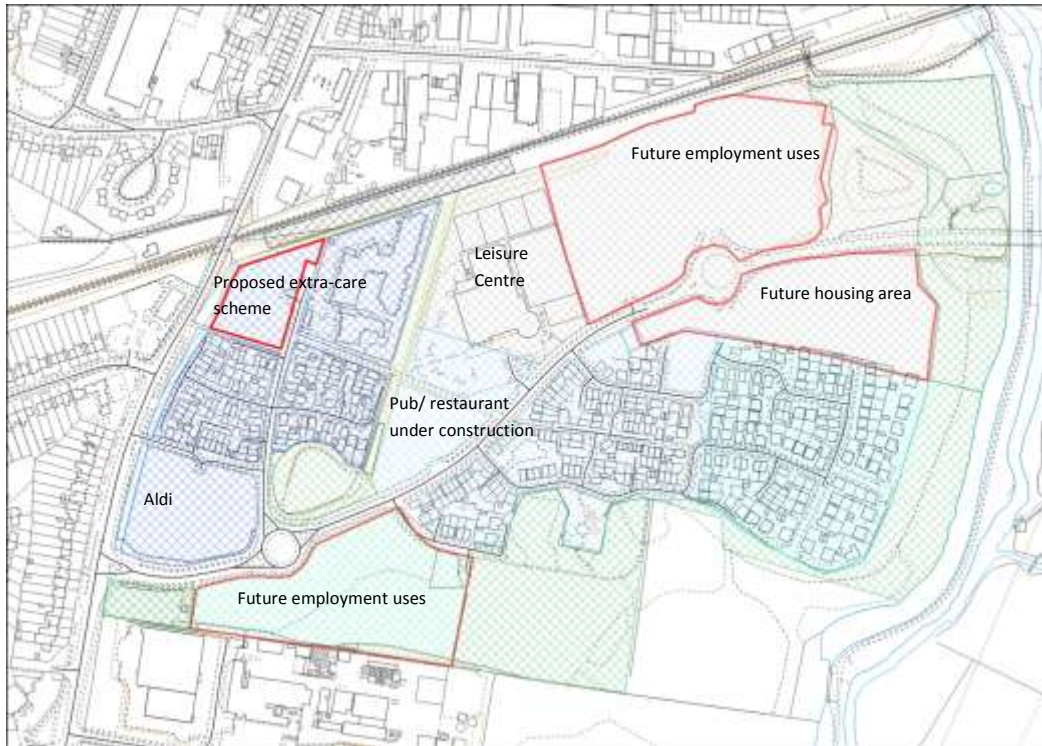 Future employment uses
Leisure
Centre
Proposed extra-care
scheme
Future housing area
Pub/ restaurant
under construction
Aldi
Future employment uses